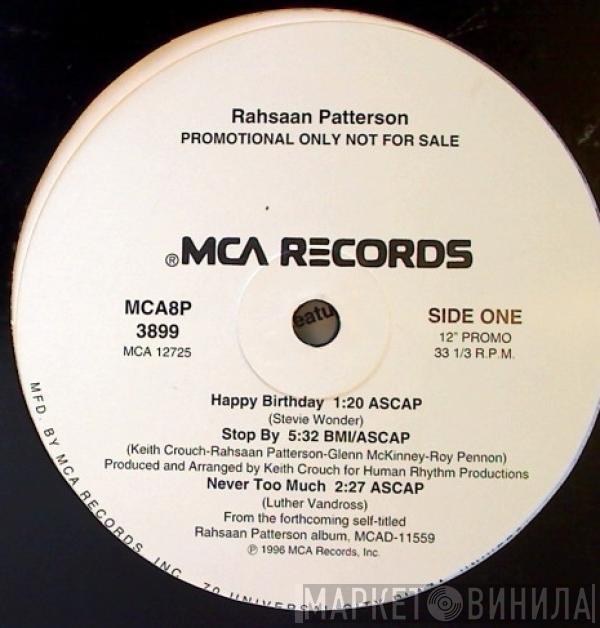 Rahsaan Patterson
PROMOTIONAL ONLY NOT FOR SALE
®MCA RECORDS
MCA8P
3899
MCA 12725
eatu
SIDE ONE
12" PROMO
33 1/3 R.P.M.
Happy Birthday 1:20 ASCAP
(Stevie Wonder)
Stop By 5:32 BMI/ASCAP
(Keith Crouch-Rahsaan Patterson-Glenn McKinney-Roy Pennon)
Produced and Arranged by Keith Crouch for Human Rhythm Productions
Never Too Much 2:27 ASCAP
(Luther Vandross)
From the forthcoming self-titled
Rahsaan Patterson album, MCAD-11559
℗ 1996 MCA Records, Inc.
MFD. BY MCA RECORDS, INC. 70 UNIVERSAL CITY
МАРКЕТ ВИНИЛА